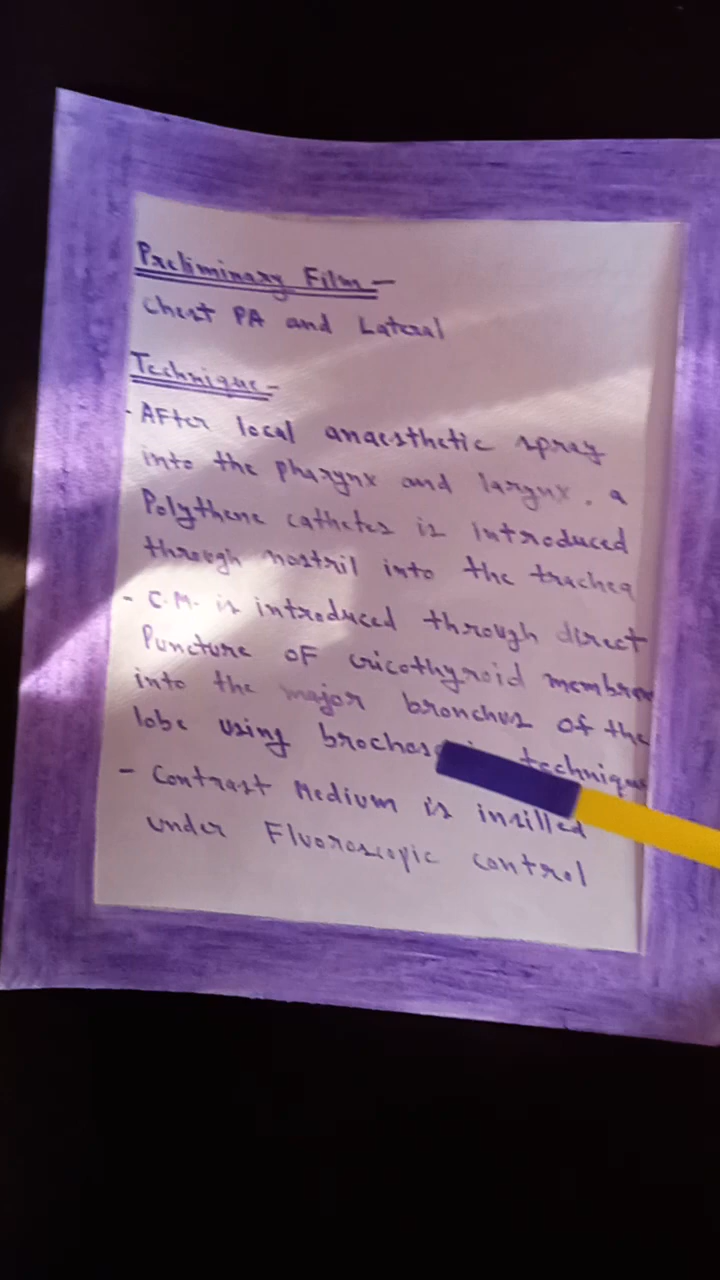 Preliminary Film -
Chest PA and Lateral
Technique -
- AFter local anaesthetic spray
into the pharynx and larynx, a
Polythene catheter is introduced
through nostril into the trachea
- C.M. is introduced through direct
Puncture OF cricothyroid membrane
into the major bronchus of the
lobe using technique
- Contrast Medium is insilled
under Fluoroscopic control